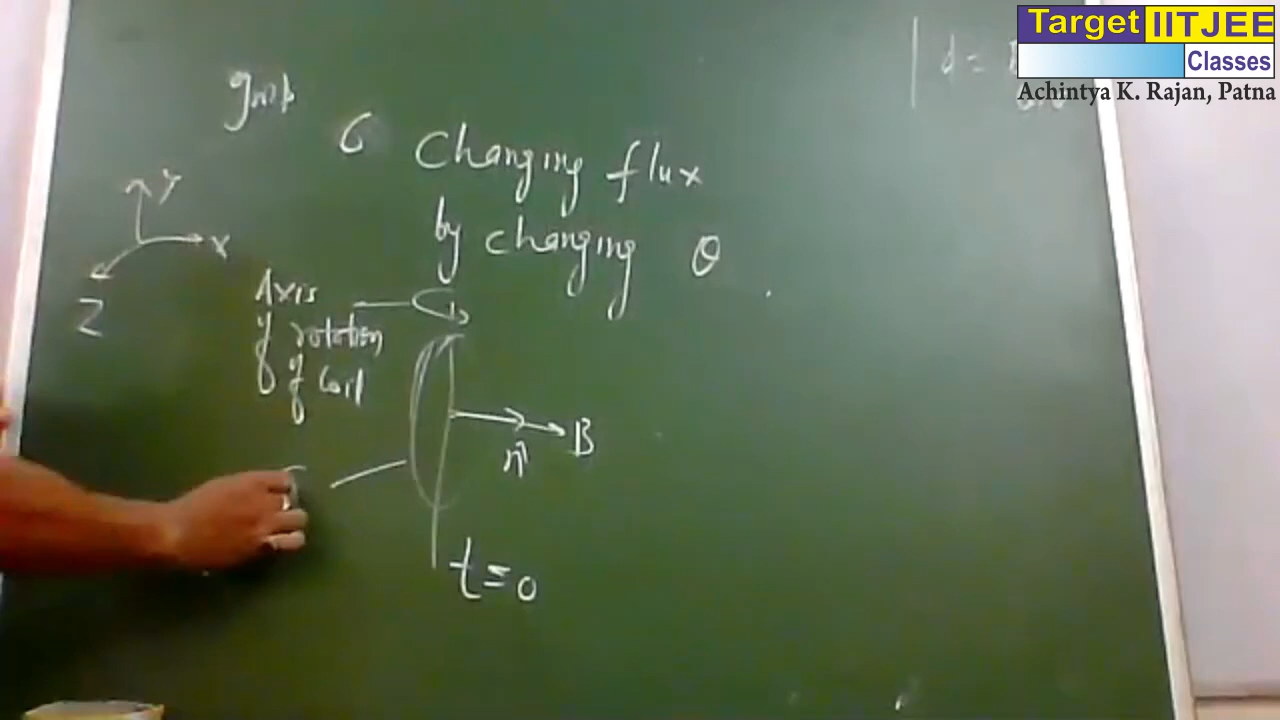 Target IITJEE
Classes
Achintya K. Rajan, Patna
d =
6 Changing flux
by changing θ
Y
X
Z
Axis
of rotation
of coil
B
n̂
t = 0